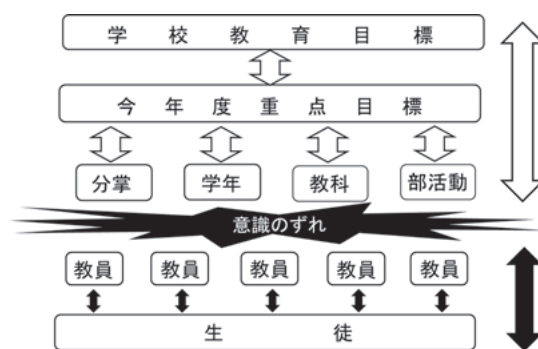 学校教育目標
今年度重点目標
分掌 学年 教科 部活動
意識のずれ
教員 教員 教員 教員 教員
生徒